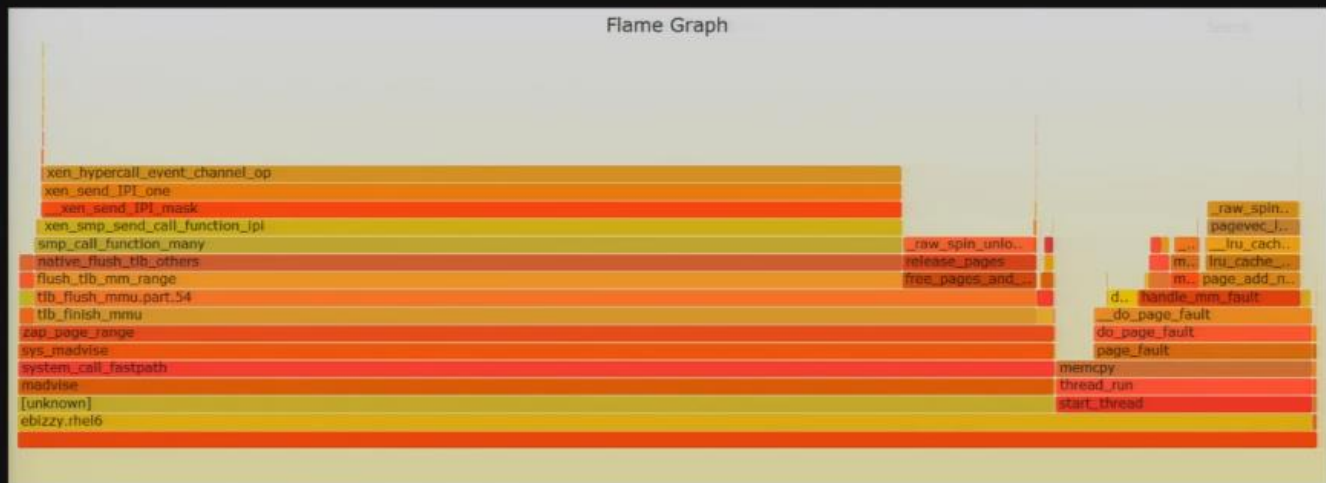 Flame Graph
Search
xen_hypercall_event_channel_op
xen_send_IPI_one
__xen_send_IPI_mask
_raw_spin..
xen_smp_send_call_function_ipi
pagevec_l..
smp_call_function_many
_raw_spin_unlo..
_..
__lru_cach..
native_flush_tlb_others
release_pages
m..
lru_cache_..
flush_tlb_mm_range
free_pages_and_...
m..
page_add_n..
tlb_flush_mmu.part.54
d..
handle_mm_fault
tlb_finish_mmu
__do_page_fault
zap_page_range
do_page_fault
sys_madvise
page_fault
system_call_fastpath
memcpy
madvise
thread_run
[unknown]
start_thread
ebizzy.rhel6